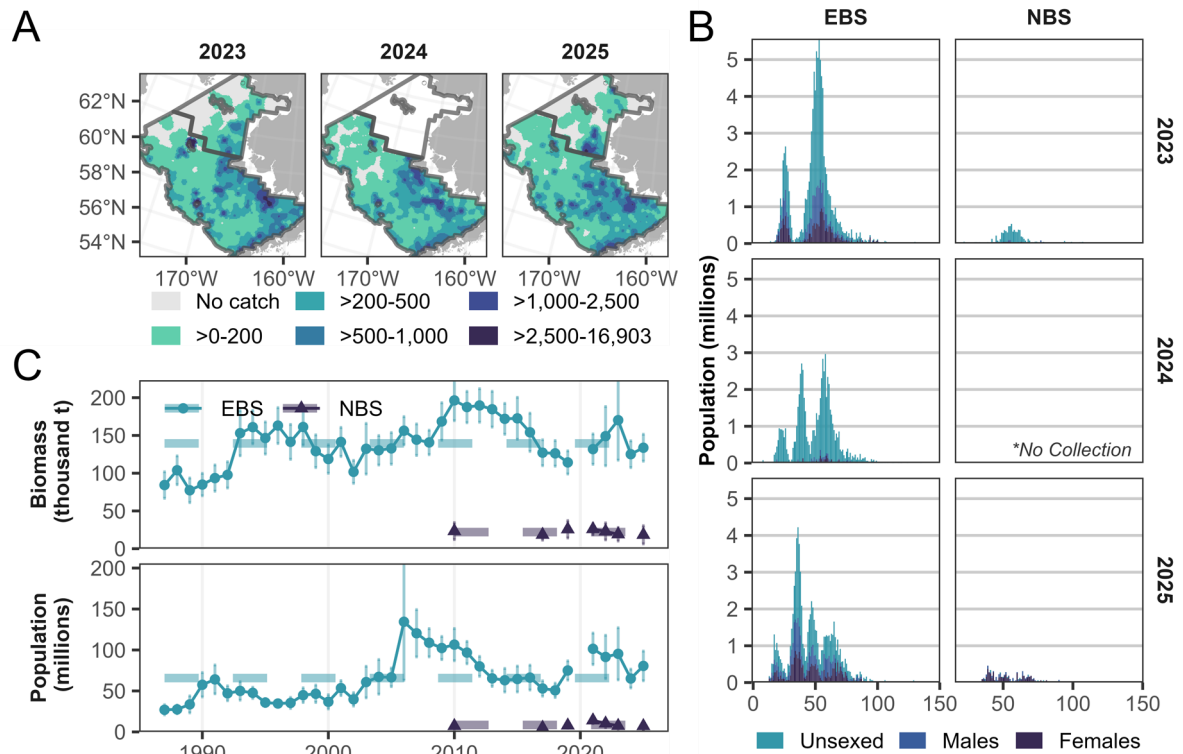 A
2023 2024 2025
62°N
60°N
58°N
56°N
54°N
170°W 160°W 170°W 160°W 170°W 160°W
No catch >200-500 >1,000-2,500
>0-200 >500-1,000 >2,500-16,903
B
EBS NBS
5
4
3
2
1
0
2023
5
4
3
2
1
0
*No Collection
2024
5
4
3
2
1
0
2025
Population (millions)
0 50 100 150 0 50 100 150
Unsexed Males Females
C
EBS NBS
200
150
100
50
0
Biomass
(thousand t)
200
150
100
50
0
Population
(millions)
1990 2000 2010 2020